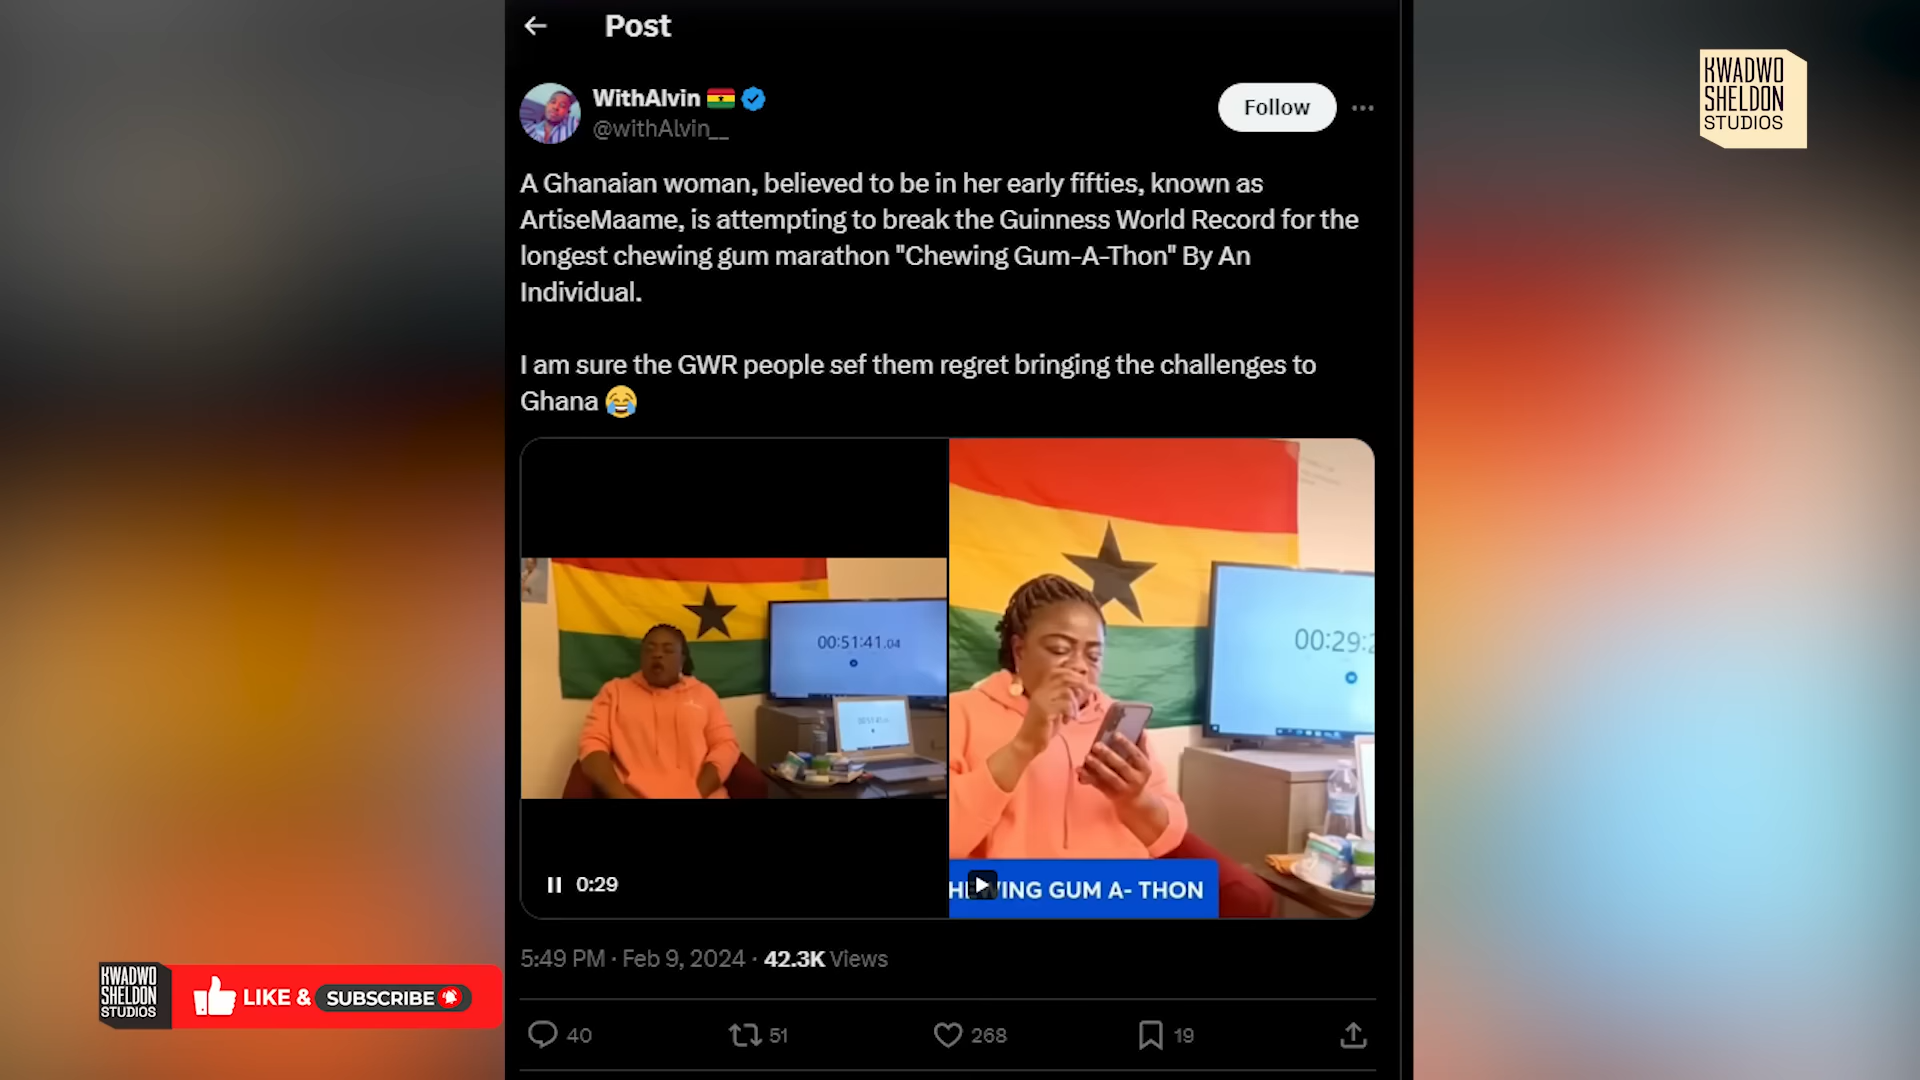 Post
KWADWO
SHELDON
STUDIOS
WithAlvin
@withAlvin__
Follow
A Ghanaian woman, believed to be in her early fifties, known as
ArtiseMaame, is attempting to break the Guinness World Record for the
longest chewing gum marathon "Chewing Gum-A-Thon" By An
Individual.
I am sure the GWR people sef them regret bringing the challenges to
Ghana 😂
00:51:41.04
00:29:2
0:29
HEWING GUM A- THON
5:49 PM · Feb 9, 2024 · 42.3K Views
KWADWO
SHELDON
STUDIOS
LIKE & SUBSCRIBE
40 51 268 19